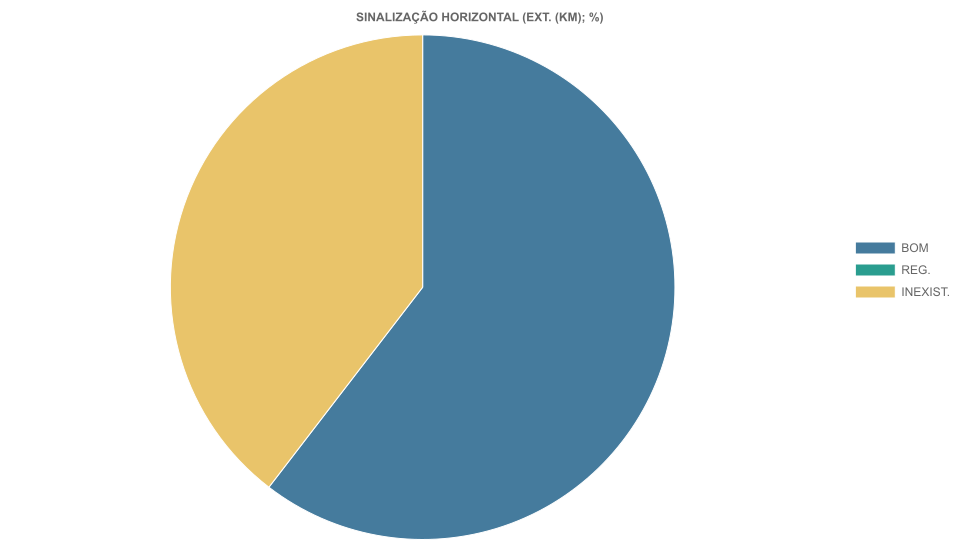 SINALIZAÇÃO HORIZONTAL (EXT. (KM); %)
BOM
REG.
INEXIST.